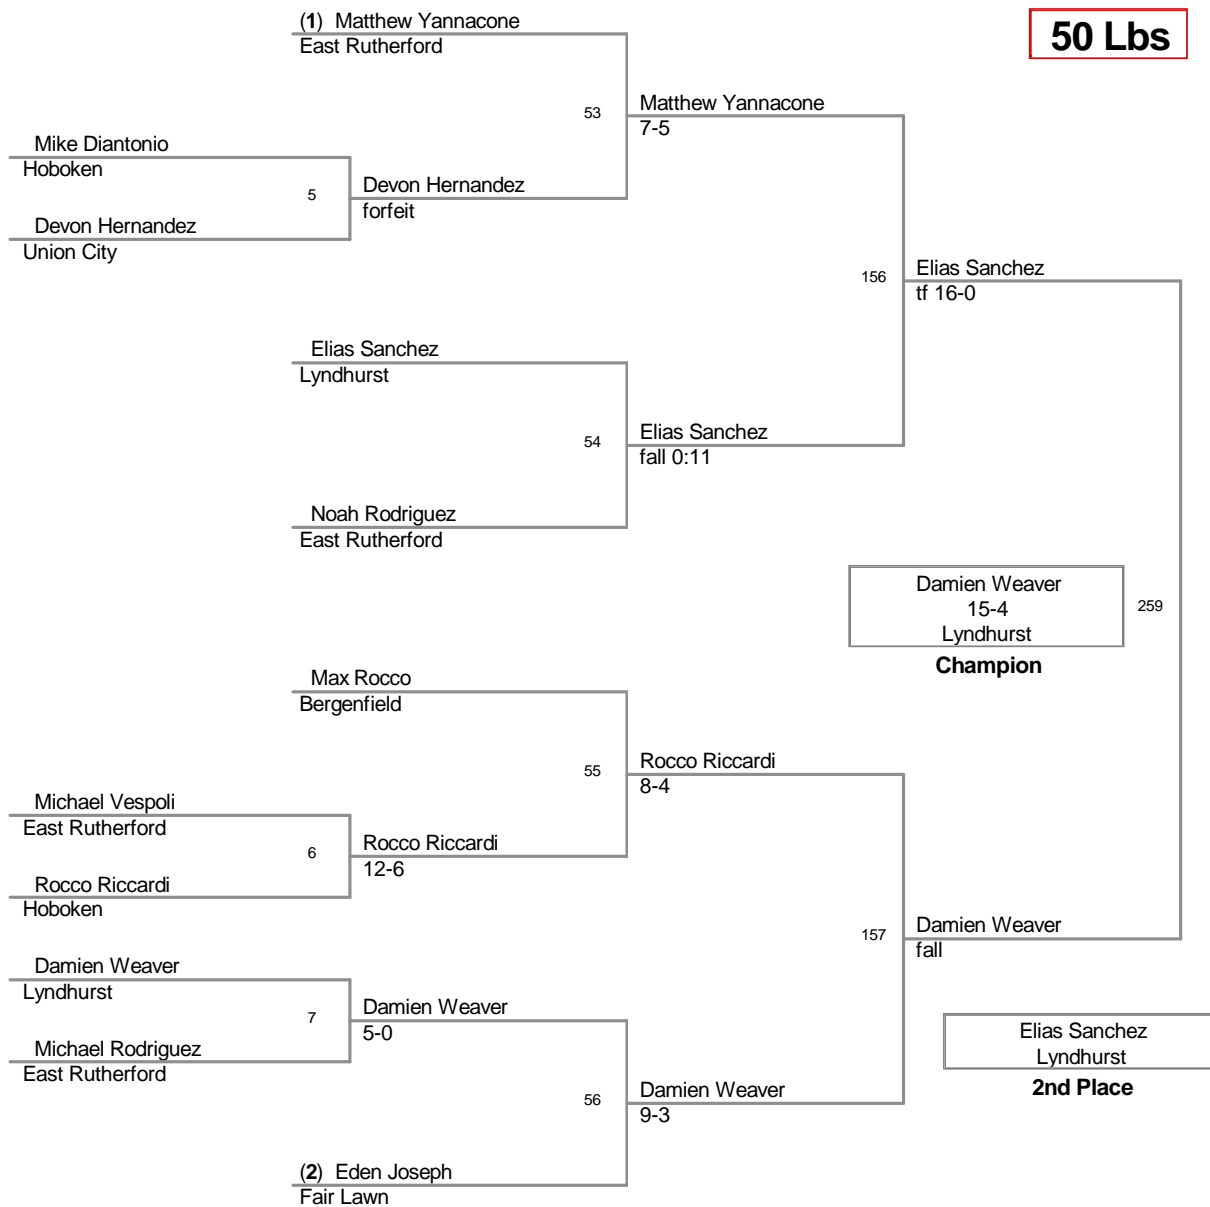 (1) Matthew Yannacone
East Rutherford
50 Lbs
53
Matthew Yannacone
7-5
Mike Diantonio
Hoboken
5
Devon Hernandez
forfeit
Devon Hernandez
Union City
156
Elias Sanchez
tf 16-0
Elias Sanchez
Lyndhurst
54
Elias Sanchez
fall 0:11
Noah Rodriguez
East Rutherford
Damien Weaver
15-4
Lyndhurst
Champion
259
Max Rocco
Bergenfield
55
Rocco Riccardi
8-4
Michael Vespoli
East Rutherford
6
Rocco Riccardi
12-6
Rocco Riccardi
Hoboken
157
Damien Weaver
fall
Damien Weaver
Lyndhurst
7
Damien Weaver
5-0
Michael Rodriguez
East Rutherford
Elias Sanchez
Lyndhurst
2nd Place
56
Damien Weaver
9-3
(2) Eden Joseph
Fair Lawn